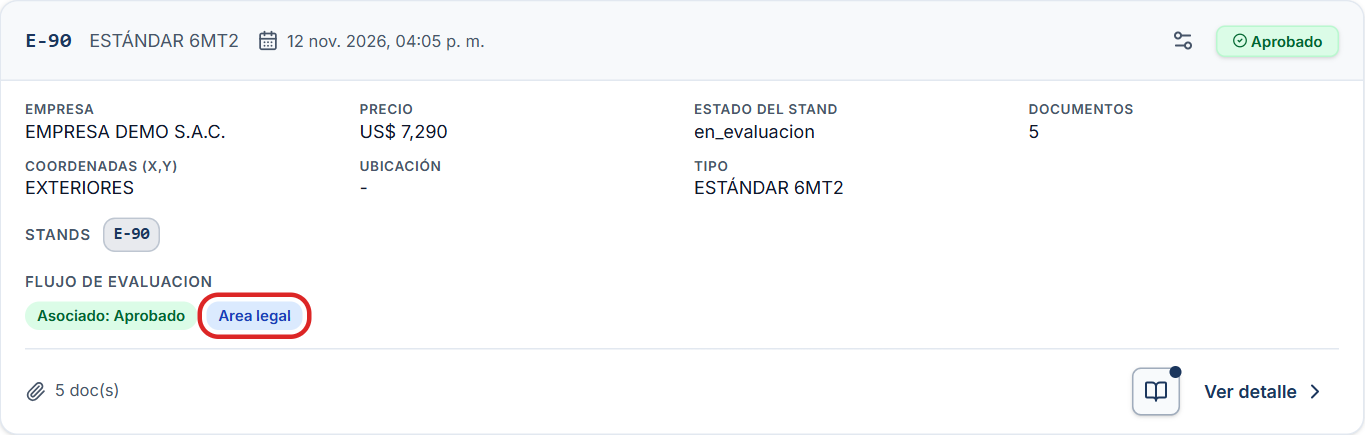 E-90 ESTÁNDAR 6MT2 12 nov. 2026, 04:05 p. m. Aprobado
EMPRESA PRECIO ESTADO DEL STAND DOCUMENTOS
EMPRESA DEMO S.A.C. US$ 7,290 en_evaluacion 5
COORDENADAS (X,Y) UBICACIÓN TIPO
EXTERIORES - ESTÁNDAR 6MT2
STANDS E-90
FLUJO DE EVALUACION
Asociado: Aprobado Area legal
5 doc(s) Ver detalle